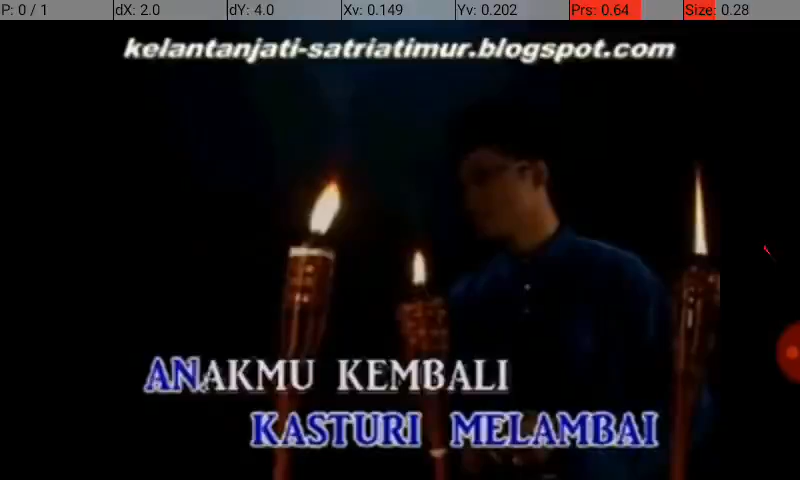 P: 0 / 1 dX: 2.0 dY: 4.0 Xv: 0.149 Yv: 0.202 Prs: 0.64 Size: 0.28
kelantanjati-satriatimur.blogspot.com
ANAKMU KEMBALI
KASTURI MELAMBAI